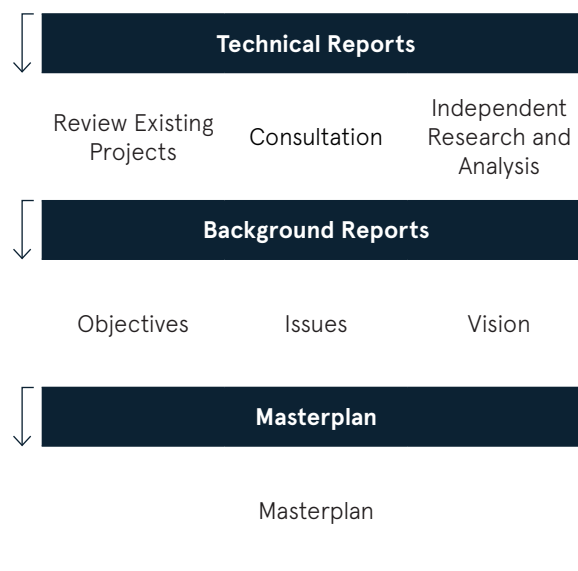 Technical Reports
Review Existing
Projects
Consultation
Independent
Research and
Analysis
Background Reports
Objectives
Issues
Vision
Masterplan
Masterplan